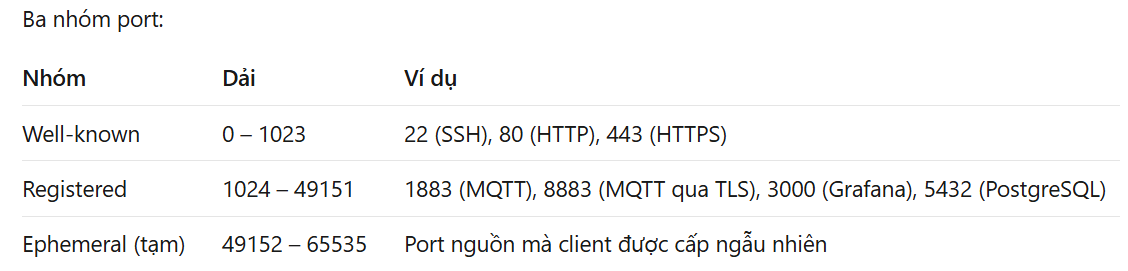 Ba nhóm port:
Nhóm Dải Ví dụ
Well-known 0 – 1023 22 (SSH), 80 (HTTP), 443 (HTTPS)
Registered 1024 – 49151 1883 (MQTT), 8883 (MQTT qua TLS), 3000 (Grafana), 5432 (PostgreSQL)
Ephemeral (tạm) 49152 – 65535 Port nguồn mà client được cấp ngẫu nhiên